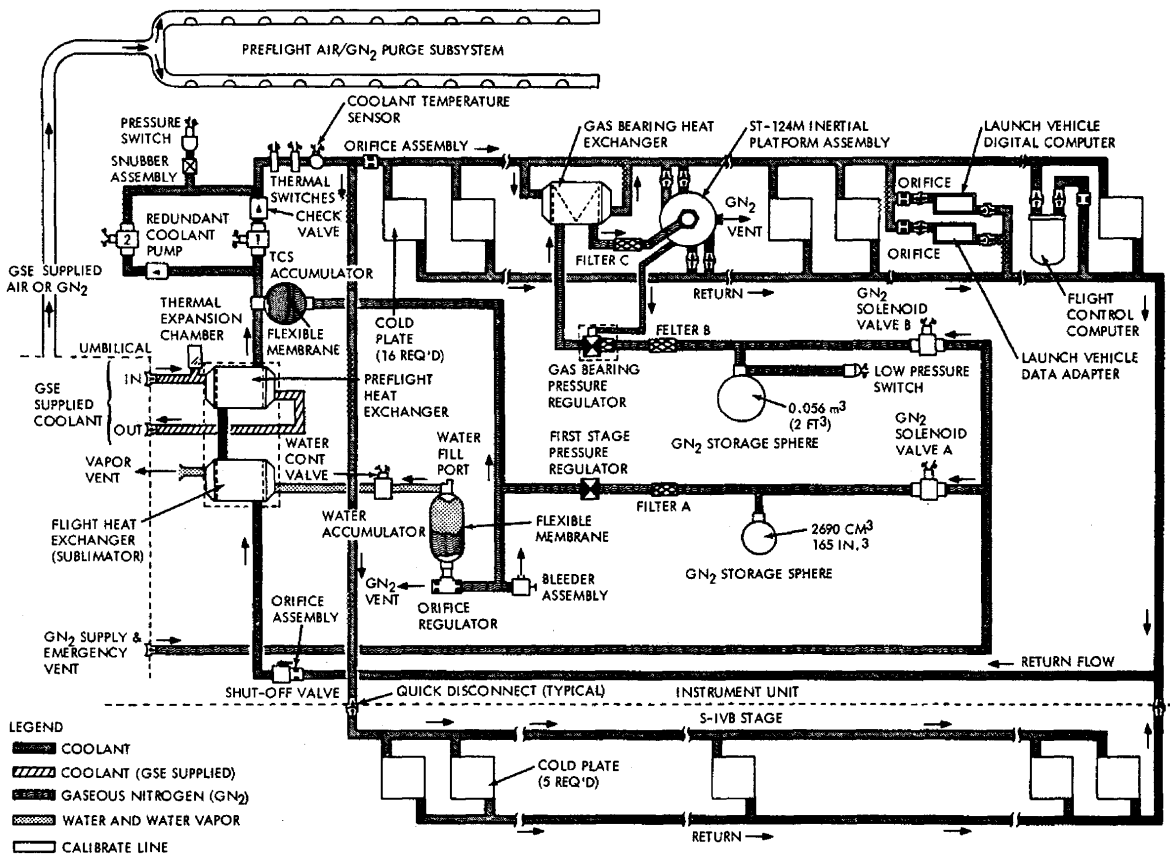 PREFLIGHT AIR/GN2 PURGE SUBSYSTEM
COOLANT TEMPERATURE
SENSOR
PRESSURE
SWITCH
SNUBBER
ASSEMBLY
ORIFICE ASSEMBLY
GAS BEARING HEAT
EXCHANGER
ST-124M INERTIAL
PLATFORM ASSEMBLY
LAUNCH VEHICLE
DIGITAL COMPUTER
THERMAL
SWITCHES
CHECK
VALVE
ORIFICE
2
REDUNDANT
COOLANT
PUMP
1
GN2
VENT
ORIFICE
FILTER C
TCS
ACCUMULATOR
GSE SUPPLIED
AIR OR GN2
RETURN
THERMAL
EXPANSION
CHAMBER
FLEXIBLE
MEMBRANE
COLD
PLATE
(16 REQ'D)
FELTER B
GN2
SOLENOID
VALVE B
FLIGHT
CONTROL
COMPUTER
UMBILICAL
IN
GSE
SUPPLIED
COOLANT
OUT
PREFLIGHT
HEAT
EXCHANGER
GAS BEARING
PRESSURE
REGULATOR
LOW PRESSURE
SWITCH
LAUNCH VEHICLE
DATA ADAPTER
0.056 m3
(2 FT3)
GN2 STORAGE SPHERE
GN2
SOLENOID
VALVE A
VAPOR
VENT
WATER
CONT
VALVE
WATER
FILL
PORT
FIRST STAGE
PRESSURE
REGULATOR
FILTER A
FLIGHT HEAT
EXCHANGER
(SUBLIMATOR)
WATER
ACCUMULATOR
FLEXIBLE
MEMBRANE
2690 CM3
165 IN.3
GN2 STORAGE SPHERE
GN2
VENT
BLEEDER
ASSEMBLY
ORIFICE
REGULATOR
ORIFICE
ASSEMBLY
GN2 SUPPLY &
EMERGENCY
VENT
RETURN FLOW
SHUT-OFF VALVE
QUICK DISCONNECT (TYPICAL)
INSTRUMENT UNIT
S-IVB STAGE
LEGEND
COOLANT
COOLANT (GSE SUPPLIED)
GASEOUS NITROGEN (GN2)
WATER AND WATER VAPOR
CALIBRATE LINE
COLD PLATE
(5 REQ'D)
RETURN